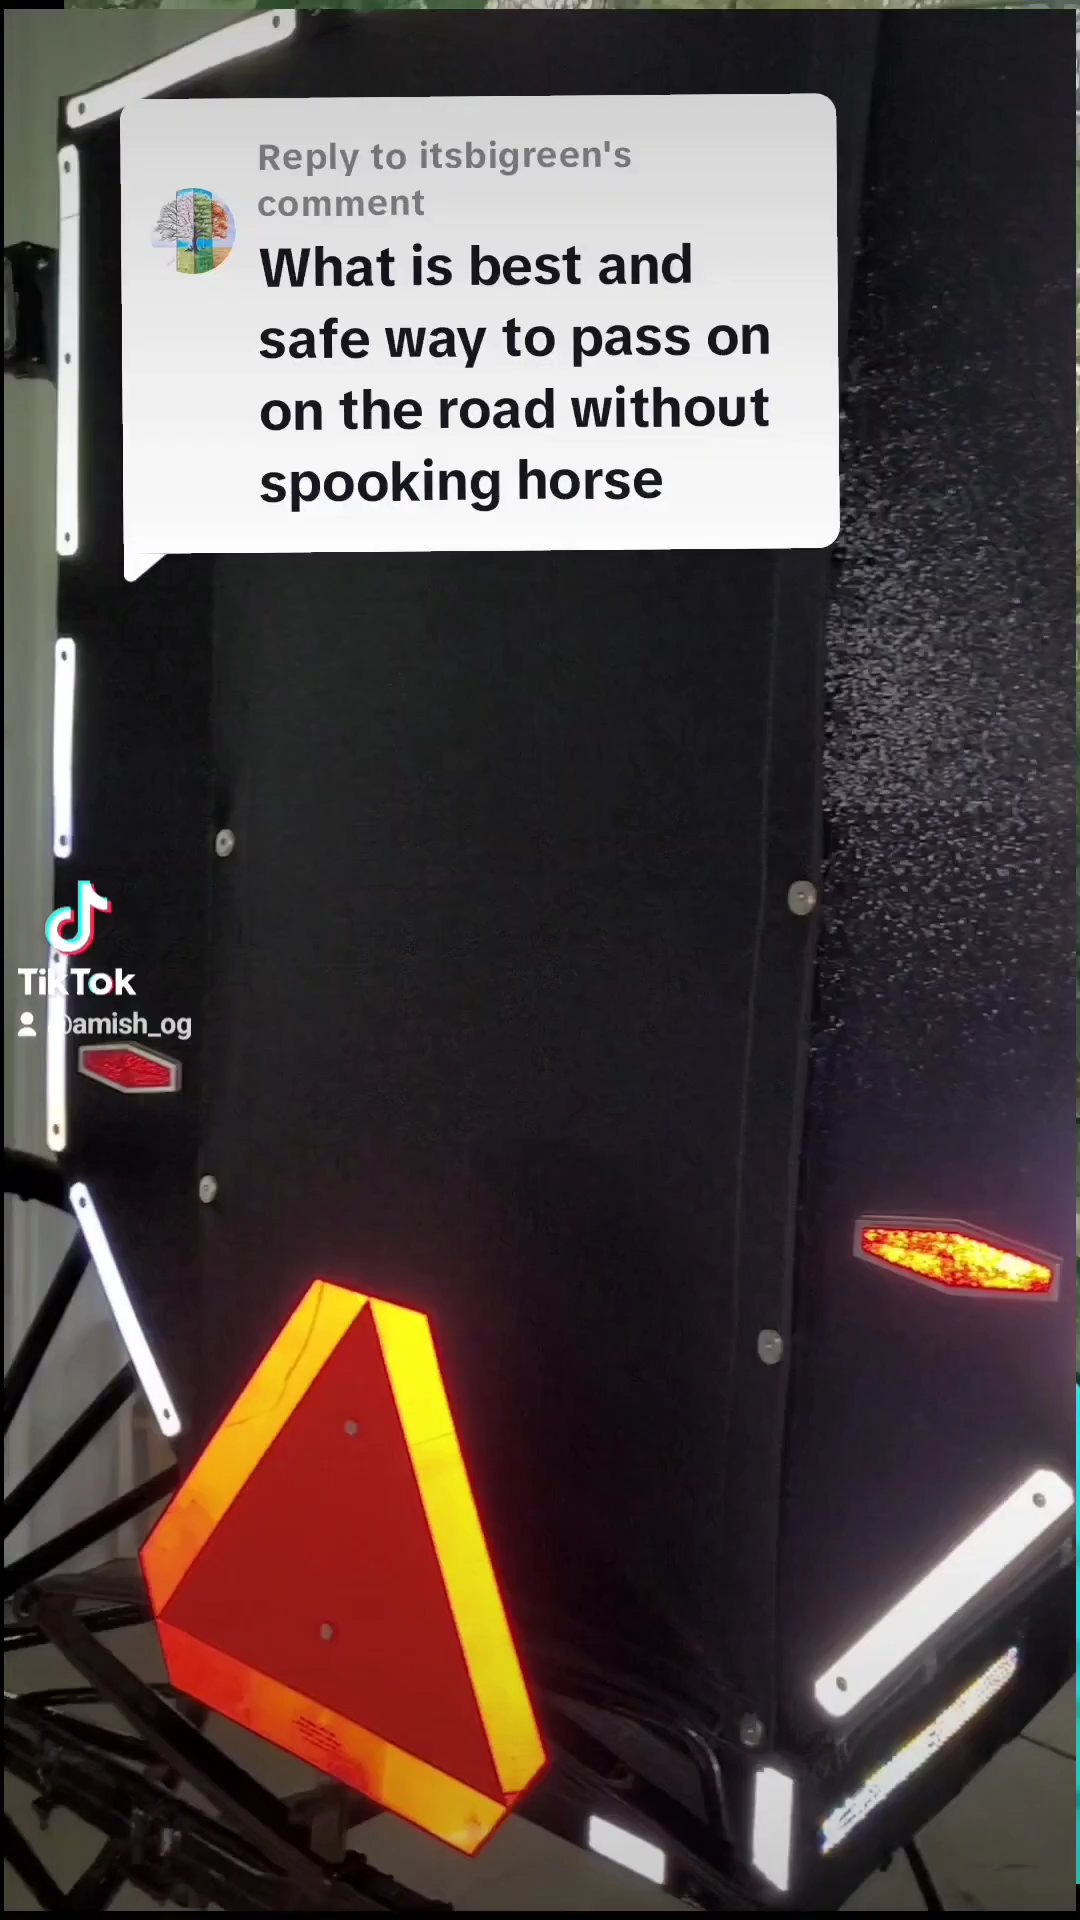 Reply to itsbigreen's
comment
What is best and
safe way to pass on
on the road without
spooking horse
TikTok
@amish_og